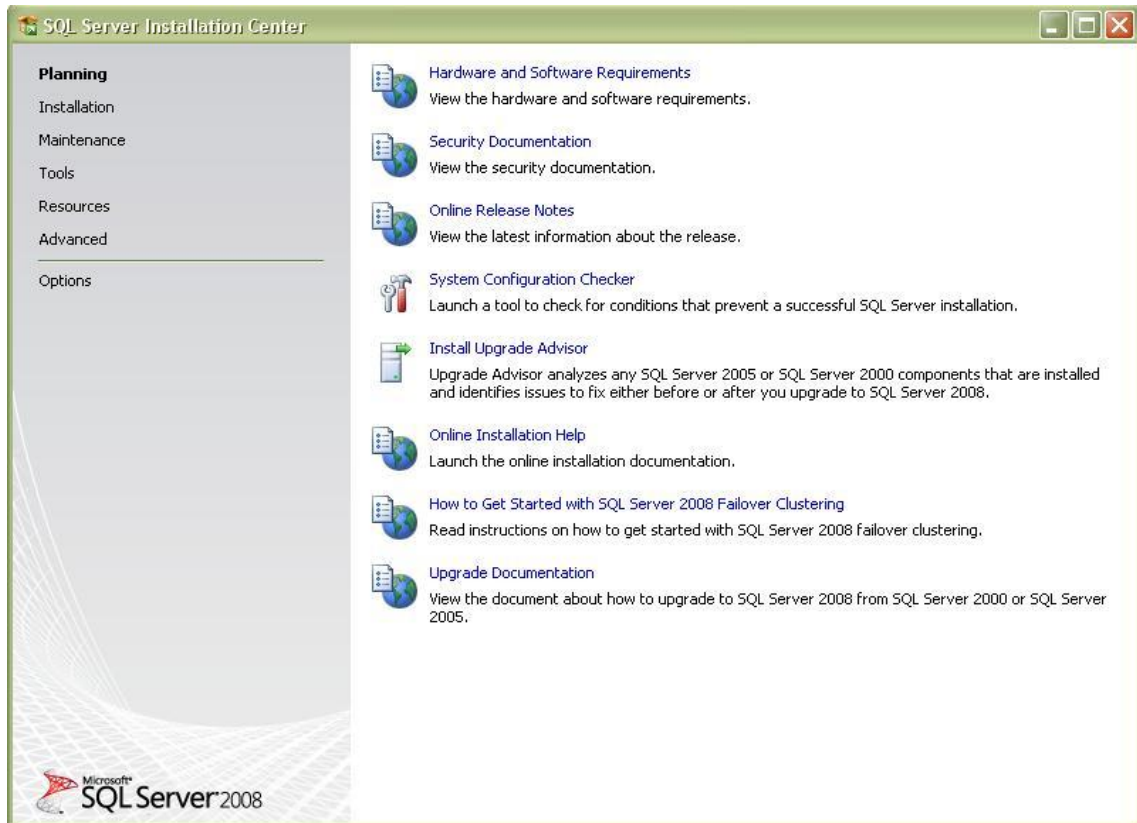 SQL Server Installation Center
Planning
Installation
Maintenance
Tools
Resources
Advanced
Options
Hardware and Software Requirements
View the hardware and software requirements.
Security Documentation
View the security documentation.
Online Release Notes
View the latest information about the release.
System Configuration Checker
Launch a tool to check for conditions that prevent a successful SQL Server installation.
Install Upgrade Advisor
Upgrade Advisor analyzes any SQL Server 2005 or SQL Server 2000 components that are installed
and identifies issues to fix either before or after you upgrade to SQL Server 2008.
Online Installation Help
Launch the online installation documentation.
How to Get Started with SQL Server 2008 Failover Clustering
Read instructions on how to get started with SQL Server 2008 failover clustering.
Upgrade Documentation
View the document about how to upgrade to SQL Server 2008 from SQL Server 2000 or SQL Server
2005.
Microsoft®
SQL Server®2008